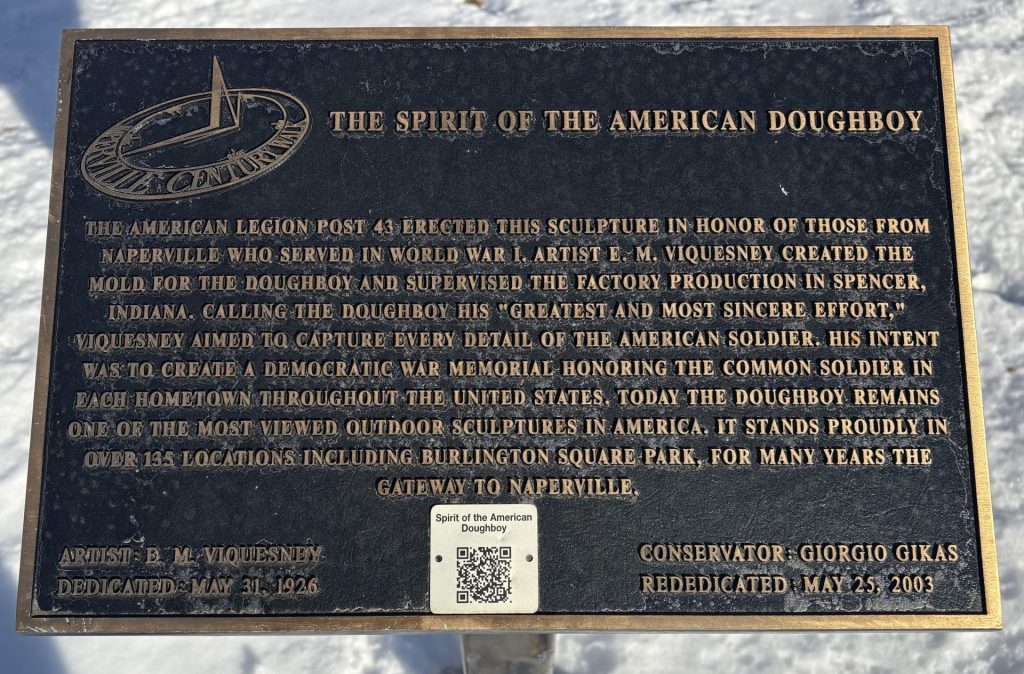 THE SPIRIT OF THE AMERICAN DOUGHBOY
NAPERVILLE CENTURY WALK
THE AMERICAN LEGION POST 43 ERECTED THIS SCULPTURE IN HONOR OF THOSE FROM
NAPERVILLE WHO SERVED IN WORLD WAR I. ARTIST E. M. VIQUESNEY CREATED THE
MOLD FOR THE DOUGHBOY AND SUPERVISED THE FACTORY PRODUCTION IN SPENCER,
INDIANA. CALLING THE DOUGHBOY HIS "GREATEST AND MOST SINCERE EFFORT,"
VIQUESNEY AIMED TO CAPTURE EVERY DETAIL OF THE AMERICAN SOLDIER. HIS INTENT
WAS TO CREATE A DEMOCRATIC WAR MEMORIAL HONORING THE COMMON SOLDIER IN
EACH HOMETOWN THROUGHOUT THE UNITED STATES. TODAY THE DOUGHBOY REMAINS
ONE OF THE MOST VIEWED OUTDOOR SCULPTURES IN AMERICA. IT STANDS PROUDLY IN
OVER 135 LOCATIONS INCLUDING BURLINGTON SQUARE PARK, FOR MANY YEARS THE
GATEWAY TO NAPERVILLE.
Spirit of the American
Doughboy
ARTIST: E. M. VIQUESNEY
DEDICATED: MAY 31, 1926
CONSERVATOR: GIORGIO GIKAS
REDEDICATED: MAY 25, 2003